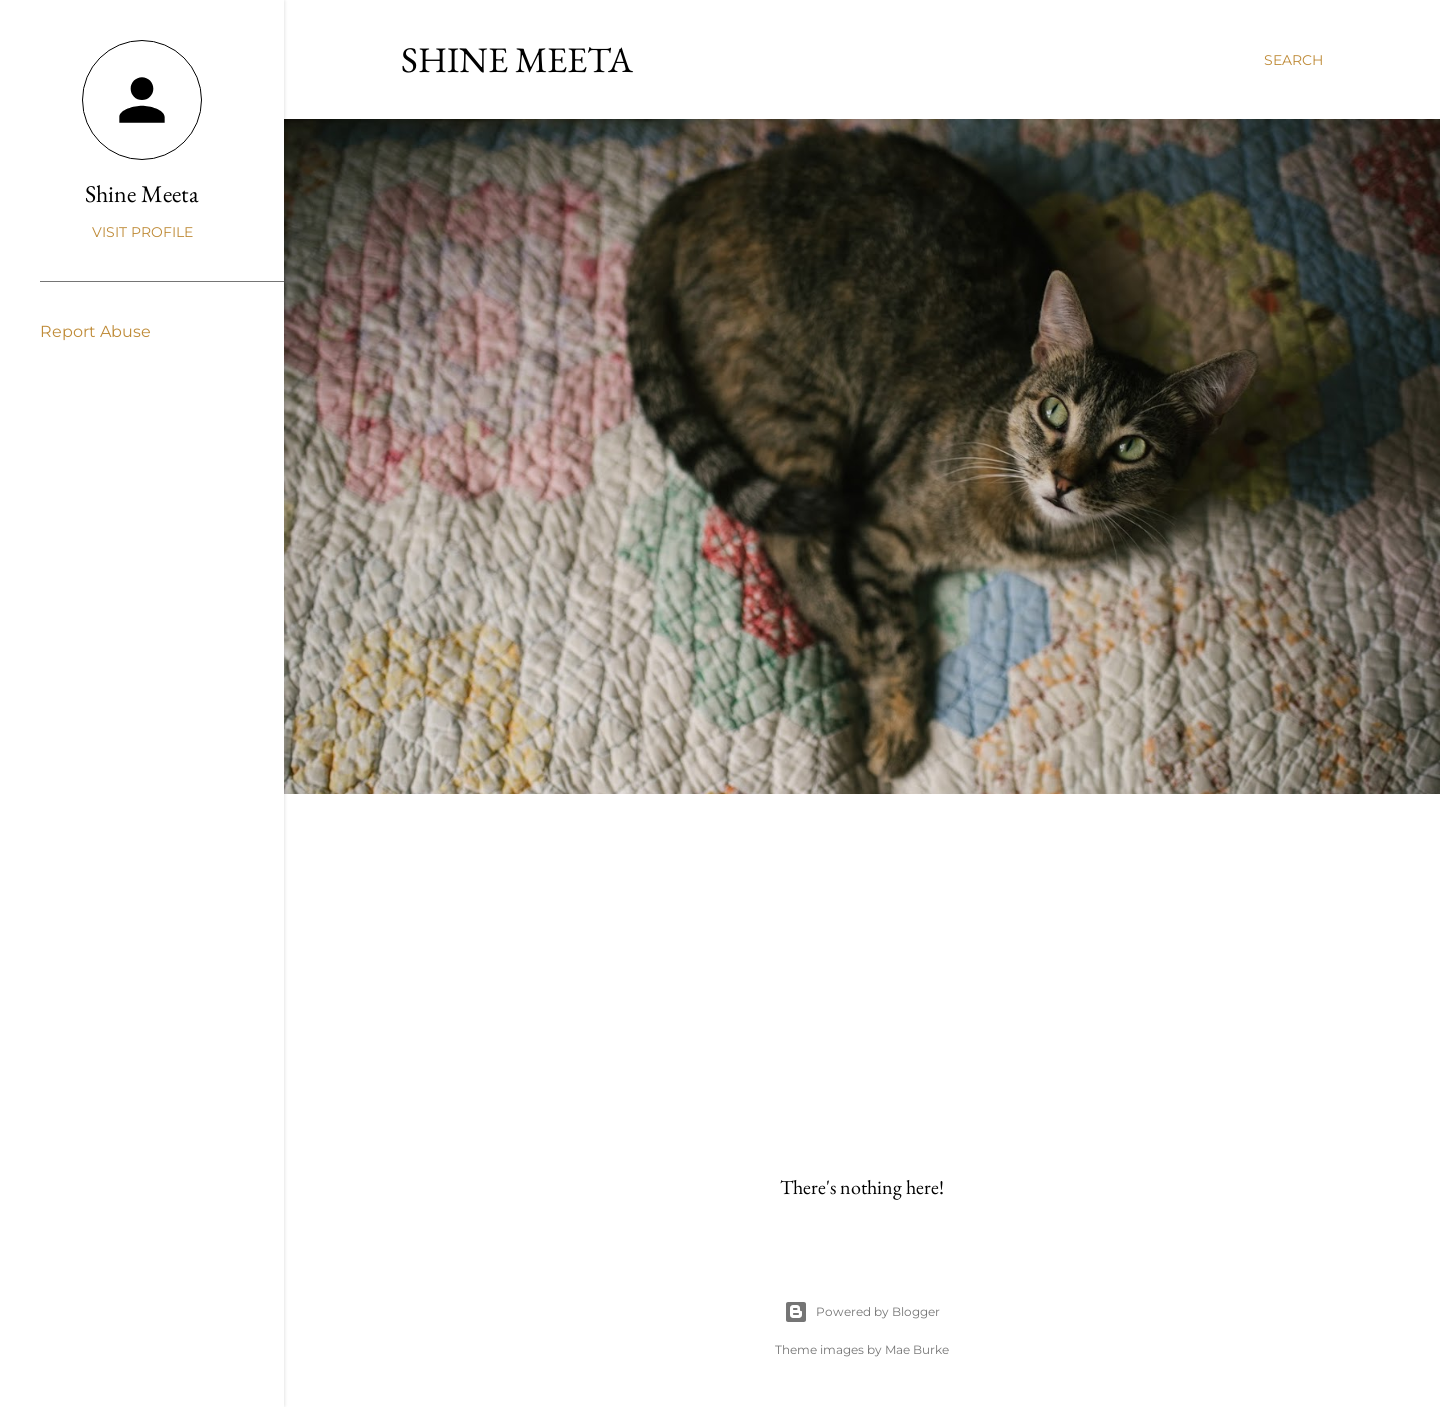 Shine Meeta
VISIT PROFILE
Report Abuse
SHINE MEETA
SEARCH
There's nothing here!
Powered by Blogger
Theme images by Mae Burke